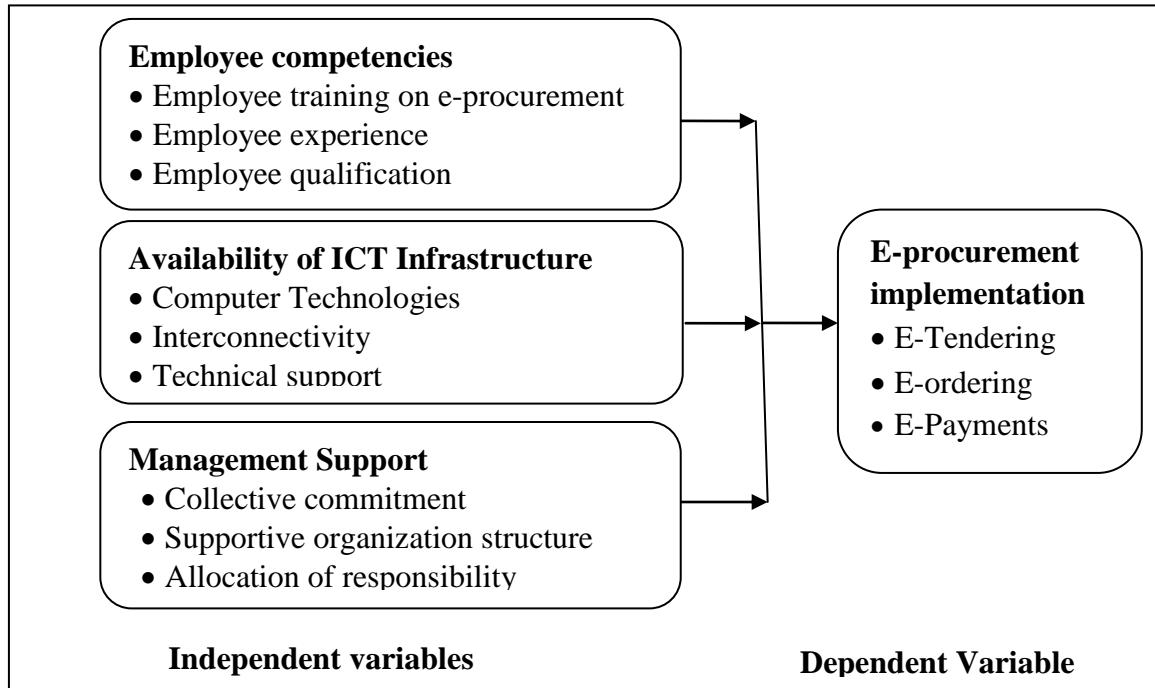 Employee competencies
• Employee training on e-procurement
• Employee experience
• Employee qualification
Availability of ICT Infrastructure
• Computer Technologies
• Interconnectivity
• Technical support
Management Support
• Collective commitment
• Supportive organization structure
• Allocation of responsibility
Independent variables
E-procurement
implementation
• E-Tendering
• E-ordering
• E-Payments
Dependent Variable